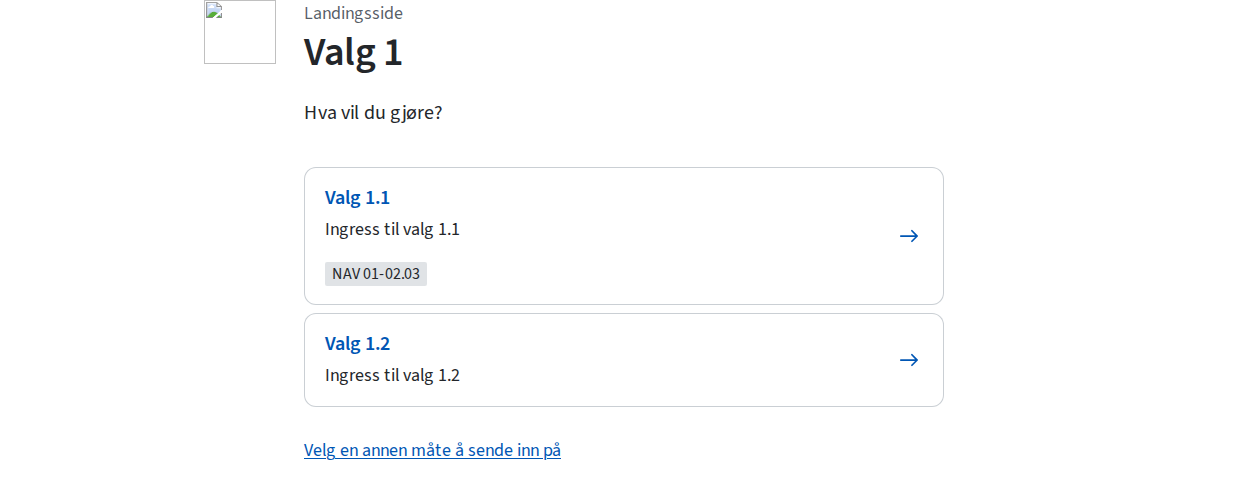 Landingsside
Valg 1
Hva vil du gjøre?
Valg 1.1
Ingress til valg 1.1
NAV 01-02.03
Valg 1.2
Ingress til valg 1.2
Velg en annen måte å sende inn på